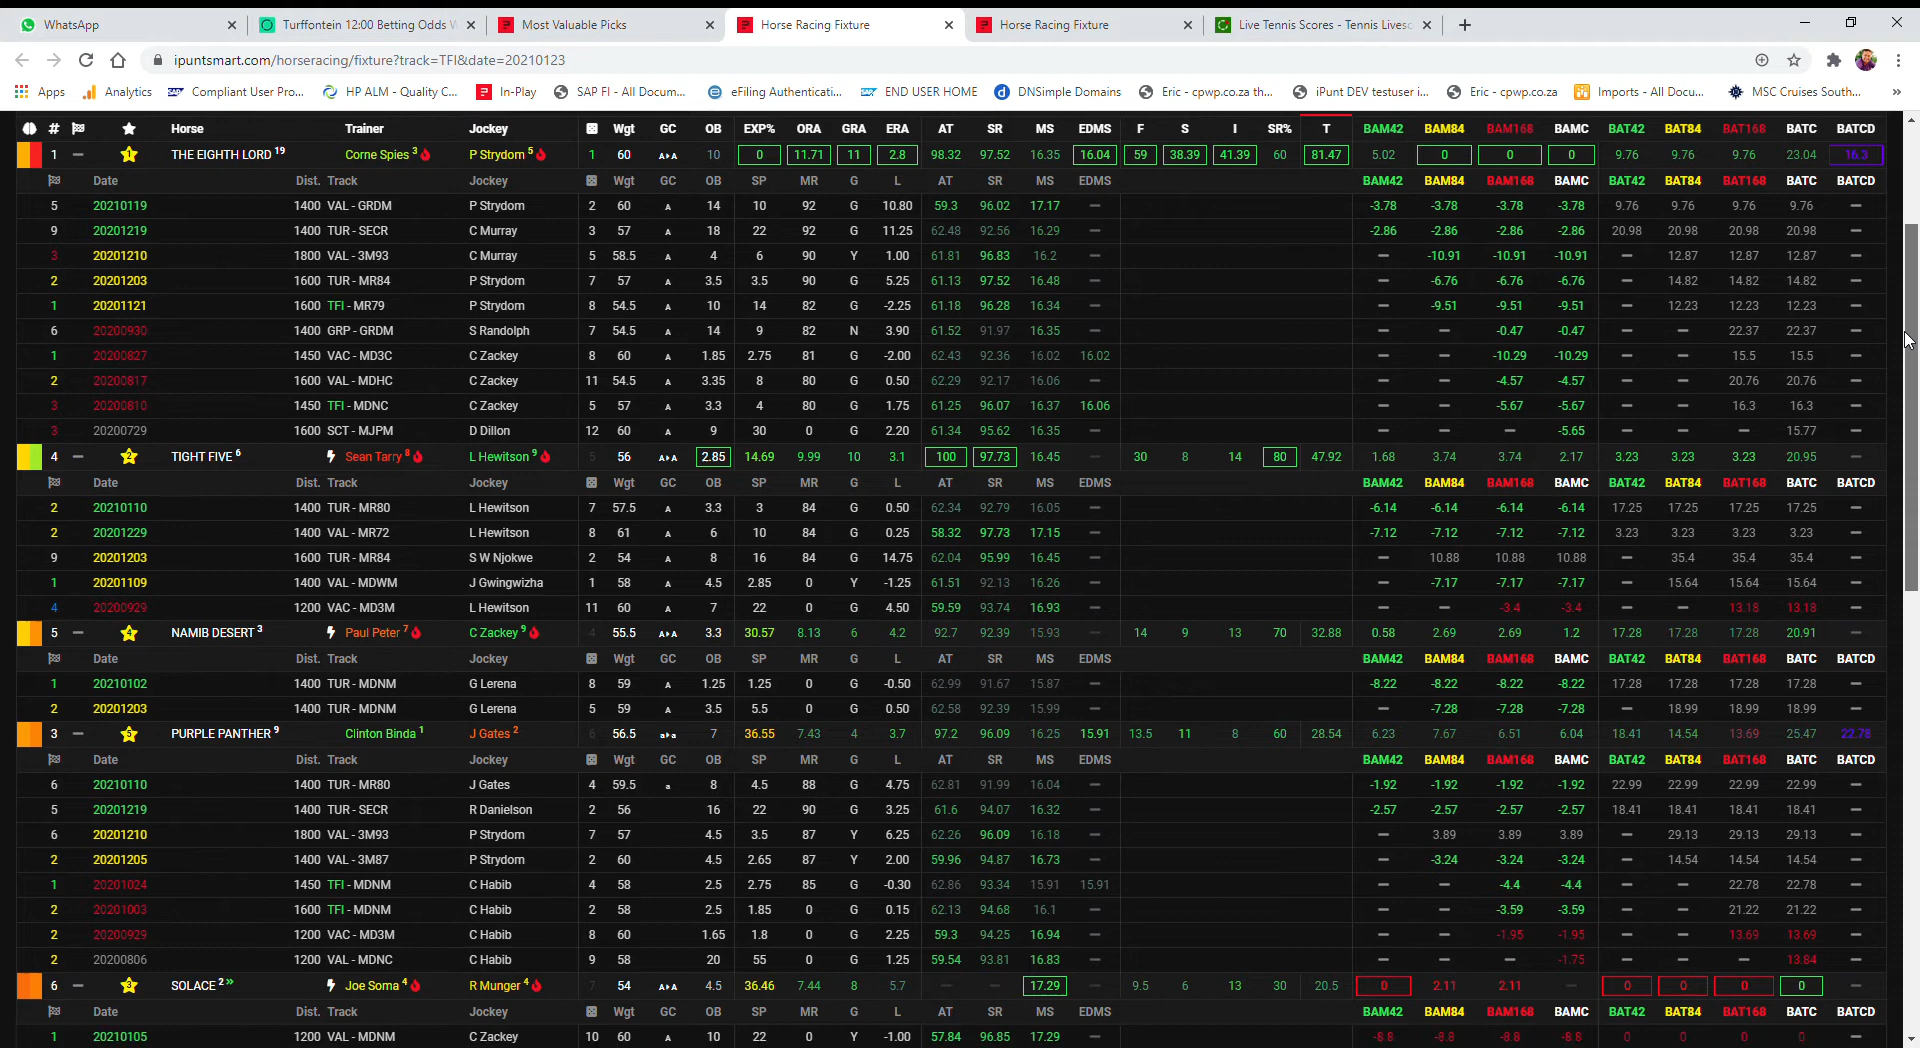 WhatsApp
Turffontein 12:00 Betting Odds
Most Valuable Picks
Horse Racing Fixture
Horse Racing Fixture
Live Tennis Scores - Tennis Livesc
ipuntsmart.com/horseracing/fixture?track=TFI&date=20210123
Apps Analytics Compliant User Pro... HP ALM - Quality C... In-Play SAP FI - All Docum... eFiling Authenticati... END USER HOME DNSimple Domains Eric - cpwp.co.za th... iPunt DEV testuser i... Eric - cpwp.co.za Imports - All Docu... MSC Cruises South... »
# Horse Trainer Jockey Wgt GC OB EXP% ORA GRA ERA AT SR MS EDMS F S I SR% T BAM42 BAM84 BAM168 BAMC BAT42 BAT84 BAT168 BATC BATCD
1 — 1 THE EIGHTH LORD 19 Corne Spies 3 P Strydom 5 1 60 A▸A 10 0 11.71 11 2.8 98.32 97.52 16.35 16.04 59 38.39 41.39 60 81.47 5.02 0 0 0 9.76 9.76 9.76 23.04 16.3
Date Dist. Track Jockey Wgt GC OB SP MR G L AT SR MS EDMS BAM42 BAM84 BAM168 BAMC BAT42 BAT84 BAT168 BATC BATCD
5 20210119 1400 VAL - GRDM P Strydom 2 60 A 14 10 92 G 10.80 59.3 96.02 17.17 — -3.78 -3.78 -3.78 -3.78 9.76 9.76 9.76 9.76 —
9 20201219 1400 TUR - SECR C Murray 3 57 A 18 22 92 G 11.25 62.48 92.56 16.29 — -2.86 -2.86 -2.86 -2.86 20.98 20.98 20.98 20.98 —
3 20201210 1800 VAL - 3M93 C Murray 5 58.5 A 4 6 90 Y 1.00 61.81 96.83 16.2 — — -10.91 -10.91 -10.91 — 12.87 12.87 12.87 —
2 20201203 1600 TUR - MR84 P Strydom 7 57 A 3.5 3.5 90 G 5.25 61.13 97.52 16.48 — — -6.76 -6.76 -6.76 — 14.82 14.82 14.82 —
1 20201121 1600 TFI - MR79 P Strydom 8 54.5 A 10 14 82 G -2.25 61.18 96.28 16.34 — — -9.51 -9.51 -9.51 — 12.23 12.23 12.23 —
6 20200930 1400 GRP - GRDM S Randolph 7 54.5 A 14 9 82 N 3.90 61.52 91.97 16.35 — — — -0.47 -0.47 — — 22.37 22.37 —
1 20200827 1450 VAC - MD3C C Zackey 8 60 A 1.85 2.75 81 G -2.00 62.43 92.36 16.02 16.02 — — -10.29 -10.29 — — 15.5 15.5 —
2 20200817 1600 VAL - MDHC C Zackey 11 54.5 A 3.35 8 80 G 0.50 62.29 92.17 16.06 — — — -4.57 -4.57 — — 20.76 20.76 —
3 20200810 1450 TFI - MDNC C Zackey 5 57 A 3.3 4 80 G 1.75 61.25 96.07 16.37 16.06 — — -5.67 -5.67 — — 16.3 16.3 —
3 20200729 1600 SCT - MJPM D Dillon 12 60 A 9 30 0 G 2.20 61.34 95.62 16.35 — — — — -5.65 — — — 15.77 —
4 — 2 TIGHT FIVE 6 Sean Tarry 8 L Hewitson 9 5 56 A▸A 2.85 14.69 9.99 10 3.1 100 97.73 16.45 — 30 8 14 80 47.92 1.68 3.74 3.74 2.17 3.23 3.23 3.23 20.95 —
Date Dist. Track Jockey Wgt GC OB SP MR G L AT SR MS EDMS BAM42 BAM84 BAM168 BAMC BAT42 BAT84 BAT168 BATC BATCD
2 20210110 1400 TUR - MR80 L Hewitson 7 57.5 A 3.3 3 84 G 0.50 62.34 92.79 16.05 — -6.14 -6.14 -6.14 -6.14 17.25 17.25 17.25 17.25 —
2 20201229 1400 VAL - MR72 L Hewitson 8 61 A 6 10 84 G 0.25 58.32 97.73 17.15 — -7.12 -7.12 -7.12 -7.12 3.23 3.23 3.23 3.23 —
9 20201203 1600 TUR - MR84 S W Njokwe 2 54 A 8 16 84 G 14.75 62.04 95.99 16.45 — — 10.88 10.88 10.88 — 35.4 35.4 35.4 —
1 20201109 1400 VAL - MDWM J Gwingwizha 1 58 A 4.5 2.85 0 Y -1.25 61.51 92.13 16.26 — — -7.17 -7.17 -7.17 — 15.64 15.64 15.64 —
4 20200929 1200 VAC - MD3M L Hewitson 11 60 A 7 22 0 G 4.50 59.59 93.74 16.93 — — — -3.4 -3.4 — — 13.18 13.18 —
5 — 4 NAMIB DESERT 3 Paul Peter 7 C Zackey 9 4 55.5 A▸A 3.3 30.57 8.13 6 4.2 92.7 92.39 15.93 — 14 9 13 70 32.88 0.58 2.69 2.69 1.2 17.28 17.28 17.28 20.91 —
Date Dist. Track Jockey Wgt GC OB SP MR G L AT SR MS EDMS BAM42 BAM84 BAM168 BAMC BAT42 BAT84 BAT168 BATC BATCD
1 20210102 1400 TUR - MDNM G Lerena 8 59 A 1.25 1.25 0 G -0.50 62.99 91.67 15.87 — -8.22 -8.22 -8.22 -8.22 17.28 17.28 17.28 17.28 —
2 20201203 1400 TUR - MDNM G Lerena 5 59 A 3.5 5.5 0 G 0.50 62.58 92.39 15.99 — — -7.28 -7.28 -7.28 — 18.99 18.99 18.99 —
3 — 5 PURPLE PANTHER 9 Clinton Binda 1 J Gates 2 6 56.5 a▸a 7 36.55 7.43 4 3.7 97.2 96.09 16.25 15.91 13.5 11 8 60 28.54 6.23 7.67 6.51 6.04 18.41 14.54 13.69 25.47 22.78
Date Dist. Track Jockey Wgt GC OB SP MR G L AT SR MS EDMS BAM42 BAM84 BAM168 BAMC BAT42 BAT84 BAT168 BATC BATCD
6 20210110 1400 TUR - MR80 J Gates 4 59.5 a 8 4.5 88 G 4.75 62.81 91.99 16.04 — -1.92 -1.92 -1.92 -1.92 22.99 22.99 22.99 22.99 —
5 20201219 1400 TUR - SECR R Danielson 2 56 16 22 90 G 3.25 61.6 94.07 16.32 — -2.57 -2.57 -2.57 -2.57 18.41 18.41 18.41 18.41 —
6 20201210 1800 VAL - 3M93 P Strydom 7 57 4.5 3.5 87 Y 6.25 62.26 96.09 16.18 — — 3.89 3.89 3.89 — 29.13 29.13 29.13 —
2 20201205 1400 VAL - 3M87 P Strydom 2 60 4.5 2.65 87 Y 2.00 59.96 94.87 16.73 — — -3.24 -3.24 -3.24 — 14.54 14.54 14.54 —
1 20201024 1450 TFI - MDNM C Habib 4 58 2.5 2.75 85 G -0.30 62.86 93.34 15.91 15.91 — — -4.4 -4.4 — — 22.78 22.78 —
2 20201003 1600 TFI - MDNM C Habib 2 58 2.5 1.85 0 G 0.15 62.13 94.68 16.1 — — — -3.59 -3.59 — — 21.22 21.22 —
2 20200929 1200 VAC - MD3M C Habib 8 60 1.65 1.8 0 G 2.25 59.3 94.25 16.94 — — — -1.95 -1.95 — — 13.69 13.69 —
2 20200806 1200 VAL - MDNC C Habib 9 58 20 55 0 G 1.25 59.54 93.81 16.83 — — — — -1.75 — — — 13.84 —
6 — 3 SOLACE 2 » Joe Soma 4 R Munger 4 7 54 A▸A 4.5 36.46 7.44 8 5.7 — — 17.29 — 9.5 6 13 30 20.5 0 2.11 2.11 — 0 0 0 0 —
Date Dist. Track Jockey Wgt GC OB SP MR G L AT SR MS EDMS BAM42 BAM84 BAM168 BAMC BAT42 BAT84 BAT168 BATC BATCD
1 20210105 1200 VAL - MDNM C Zackey 10 60 A 10 22 0 Y -1.00 57.84 96.85 17.29 — -8.8 -8.8 -8.8 -8.8 0 0 0 0 —